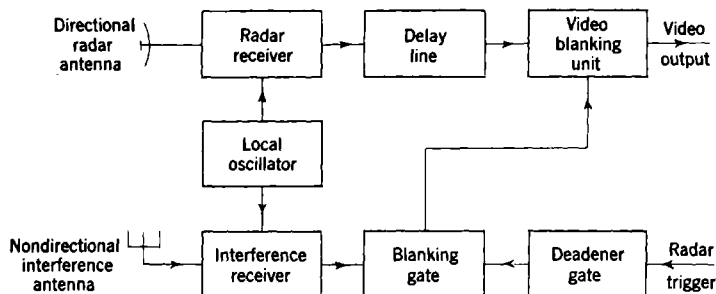 Directional
radar
antenna
Radar
receiver
Delay
line
Video
blanking
unit
Video
output
Local
oscillator
Nondirectional
interference
antenna
Interference
receiver
Blanking
gate
Deadener
gate
Radar
trigger